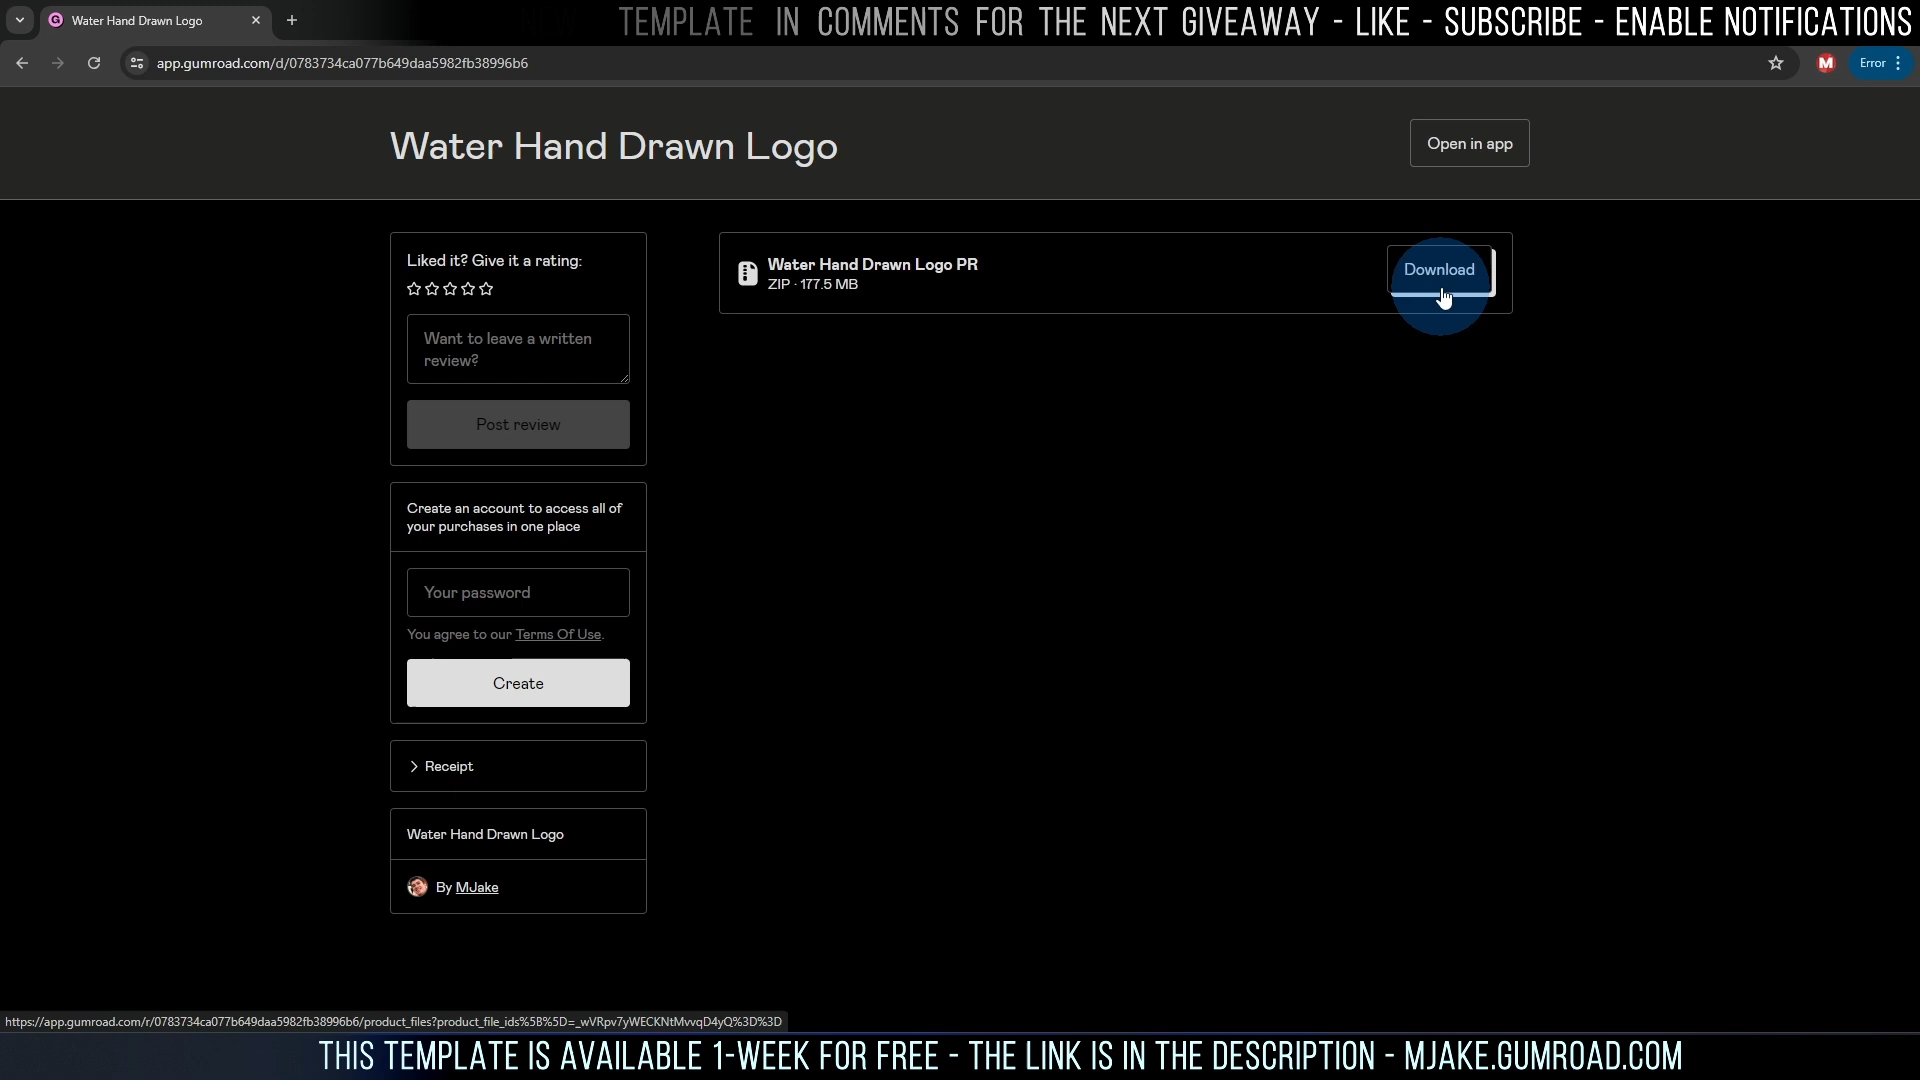 Water Hand Drawn Logo
TEMPLATE IN COMMENTS FOR THE NEXT GIVEAWAY - LIKE - SUBSCRIBE - ENABLE NOTIFICATIONS
app.gumroad.com/d/0783734ca077b649daa5982fb38996b6
M
Error
Water Hand Drawn Logo
Open in app
Liked it? Give it a rating:
Want to leave a written
review?
Post review
Water Hand Drawn Logo PR
ZIP · 177.5 MB
Download
Create an account to access all of
your purchases in one place
Your password
You agree to our Terms Of Use.
Create
Receipt
Water Hand Drawn Logo
By MJake
https://app.gumroad.com/r/0783734ca077b649daa5982fb38996b6/product_files?product_file_ids%5B%5D=_wVRpv7yWECKNtMvvqD4yQ%3D%3D
THIS TEMPLATE IS AVAILABLE 1-WEEK FOR FREE - THE LINK IS IN THE DESCRIPTION - MJAKE.GUMROAD.COM